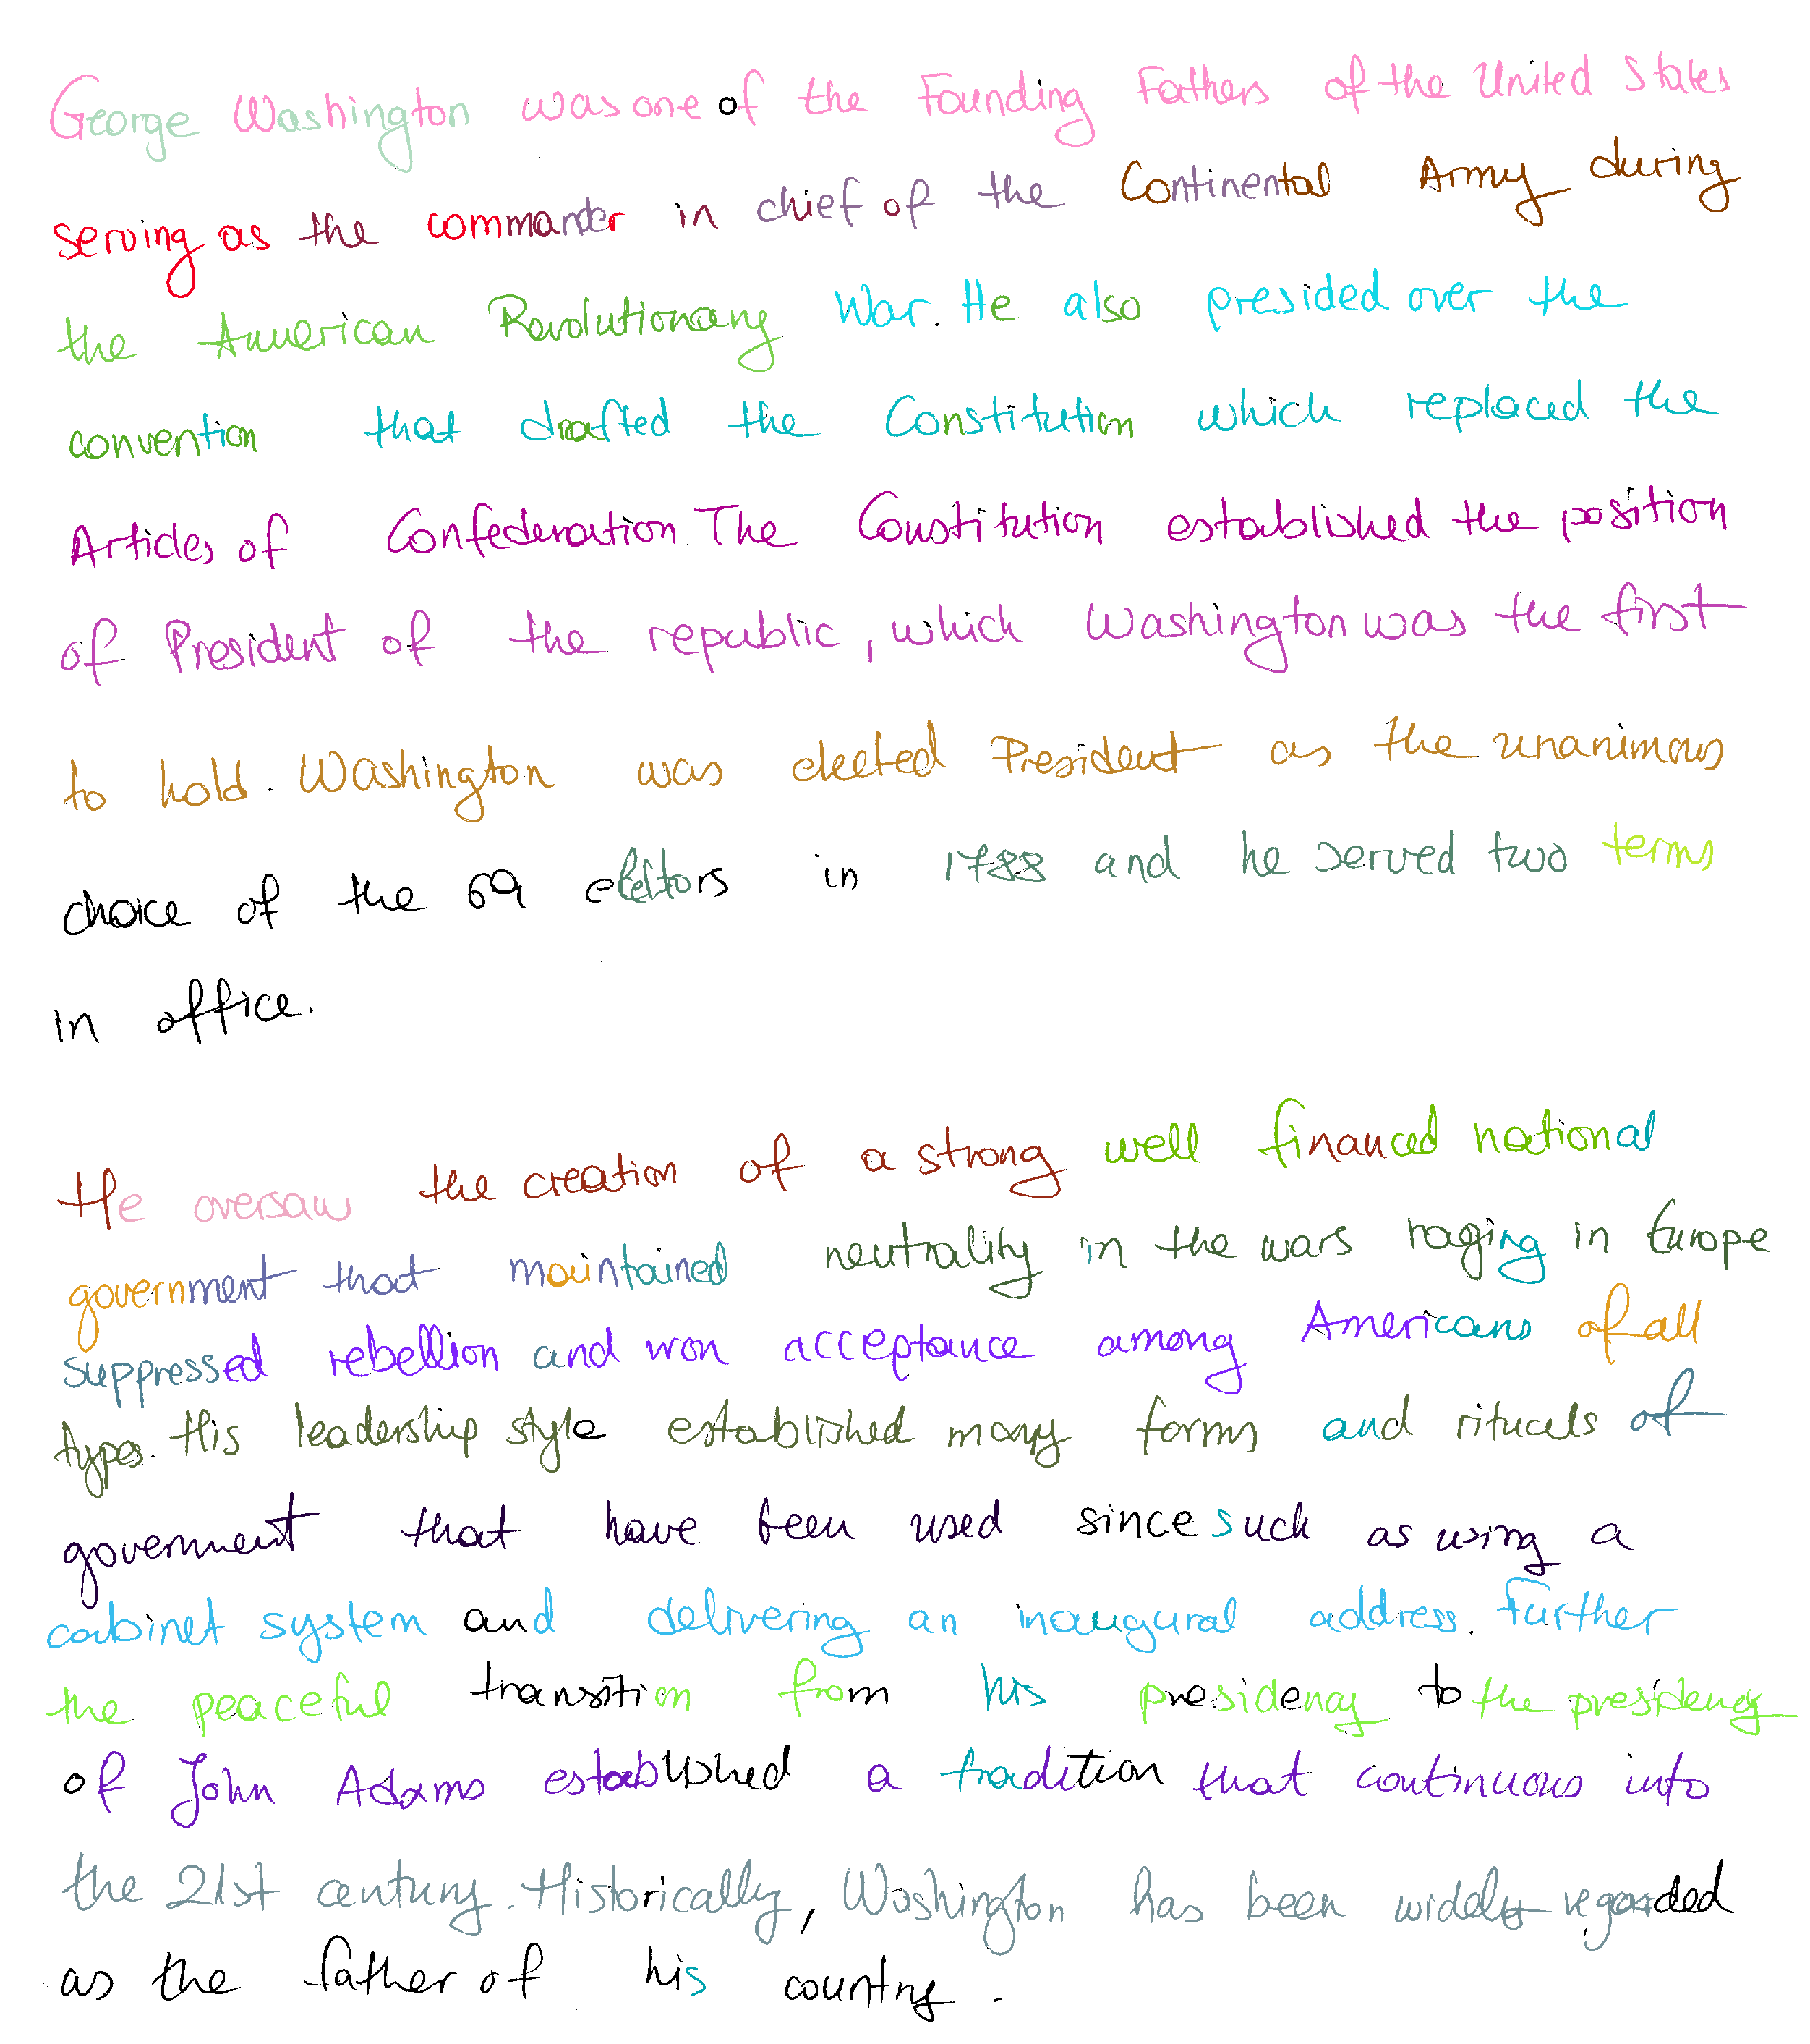 George Washington was one of the Founding Fathers of the United States
serving as the commander in chief of the Continental Army during
the American Revolutionary War. He also presided over the
convention that drafted the Constitution which replaced the
Articles of Confederation. The Constitution established the position
of President of the republic, which Washington was the first
to hold. Washington was elected President as the unanimous
choice of the 69 electors in 1788 and he served two terms
in office.
He oversaw the creation of a strong well financed national
government that maintained neutrality in the wars raging in Europe
suppressed rebellion and won acceptance among Americans of all
types. His leadership style established many forms and rituals of
government that have been used since such as using a
cabinet system and delivering an inaugural address. Further
the peaceful transition from his presidency to the presidency
of John Adams established a tradition that continuous into
the 21st century. Historically, Washington has been widely regarded
as the father of his country.